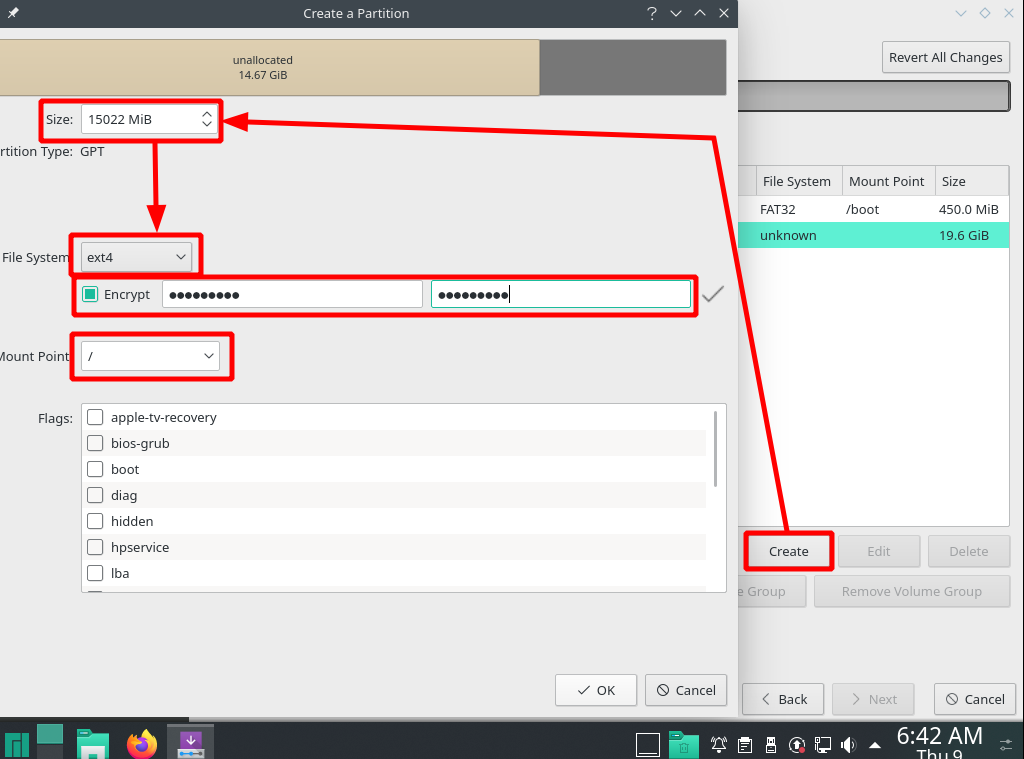 Create a Partition
?
Revert All Changes
unallocated
14.67 GiB
Size: 15022 MiB
rtition Type: GPT
File System Mount Point Size
FAT32 /boot 450.0 MiB
unknown 19.6 GiB
File System ext4
Encrypt ●●●●●●●●● ●●●●●●●●●
Mount Point /
Flags:
apple-tv-recovery
bios-grub
boot
diag
hidden
hpservice
lba
Create Edit Delete
e Group Remove Volume Group
OK Cancel
Back Next Cancel
6:42 AM
Thu 9